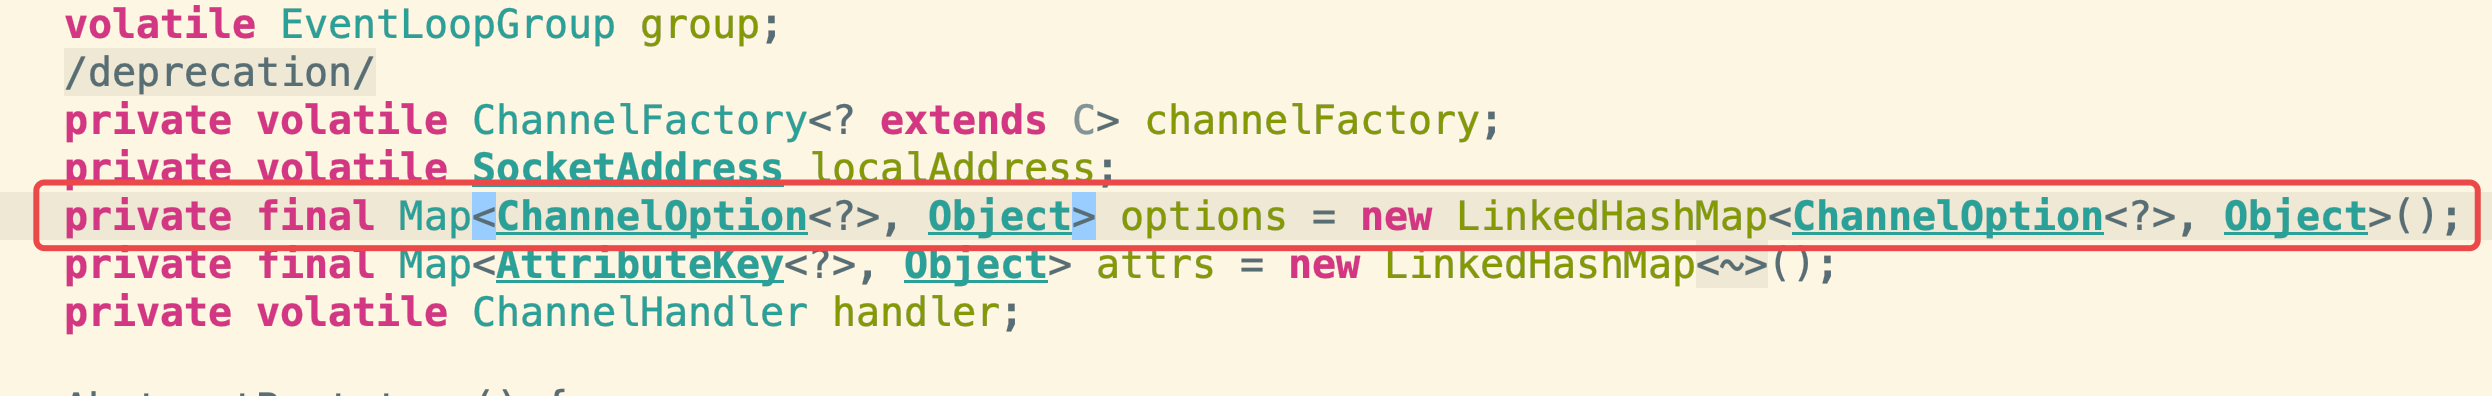 volatile EventLoopGroup group;
/deprecation/
private volatile ChannelFactory<? extends C> channelFactory;
private volatile SocketAddress localAddress;
private final Map<ChannelOption<?>, Object> options = new LinkedHashMap<ChannelOption<?>, Object>();
private final Map<AttributeKey<?>, Object> attrs = new LinkedHashMap<~>();
private volatile ChannelHandler handler;
AbstractBootstrap() {